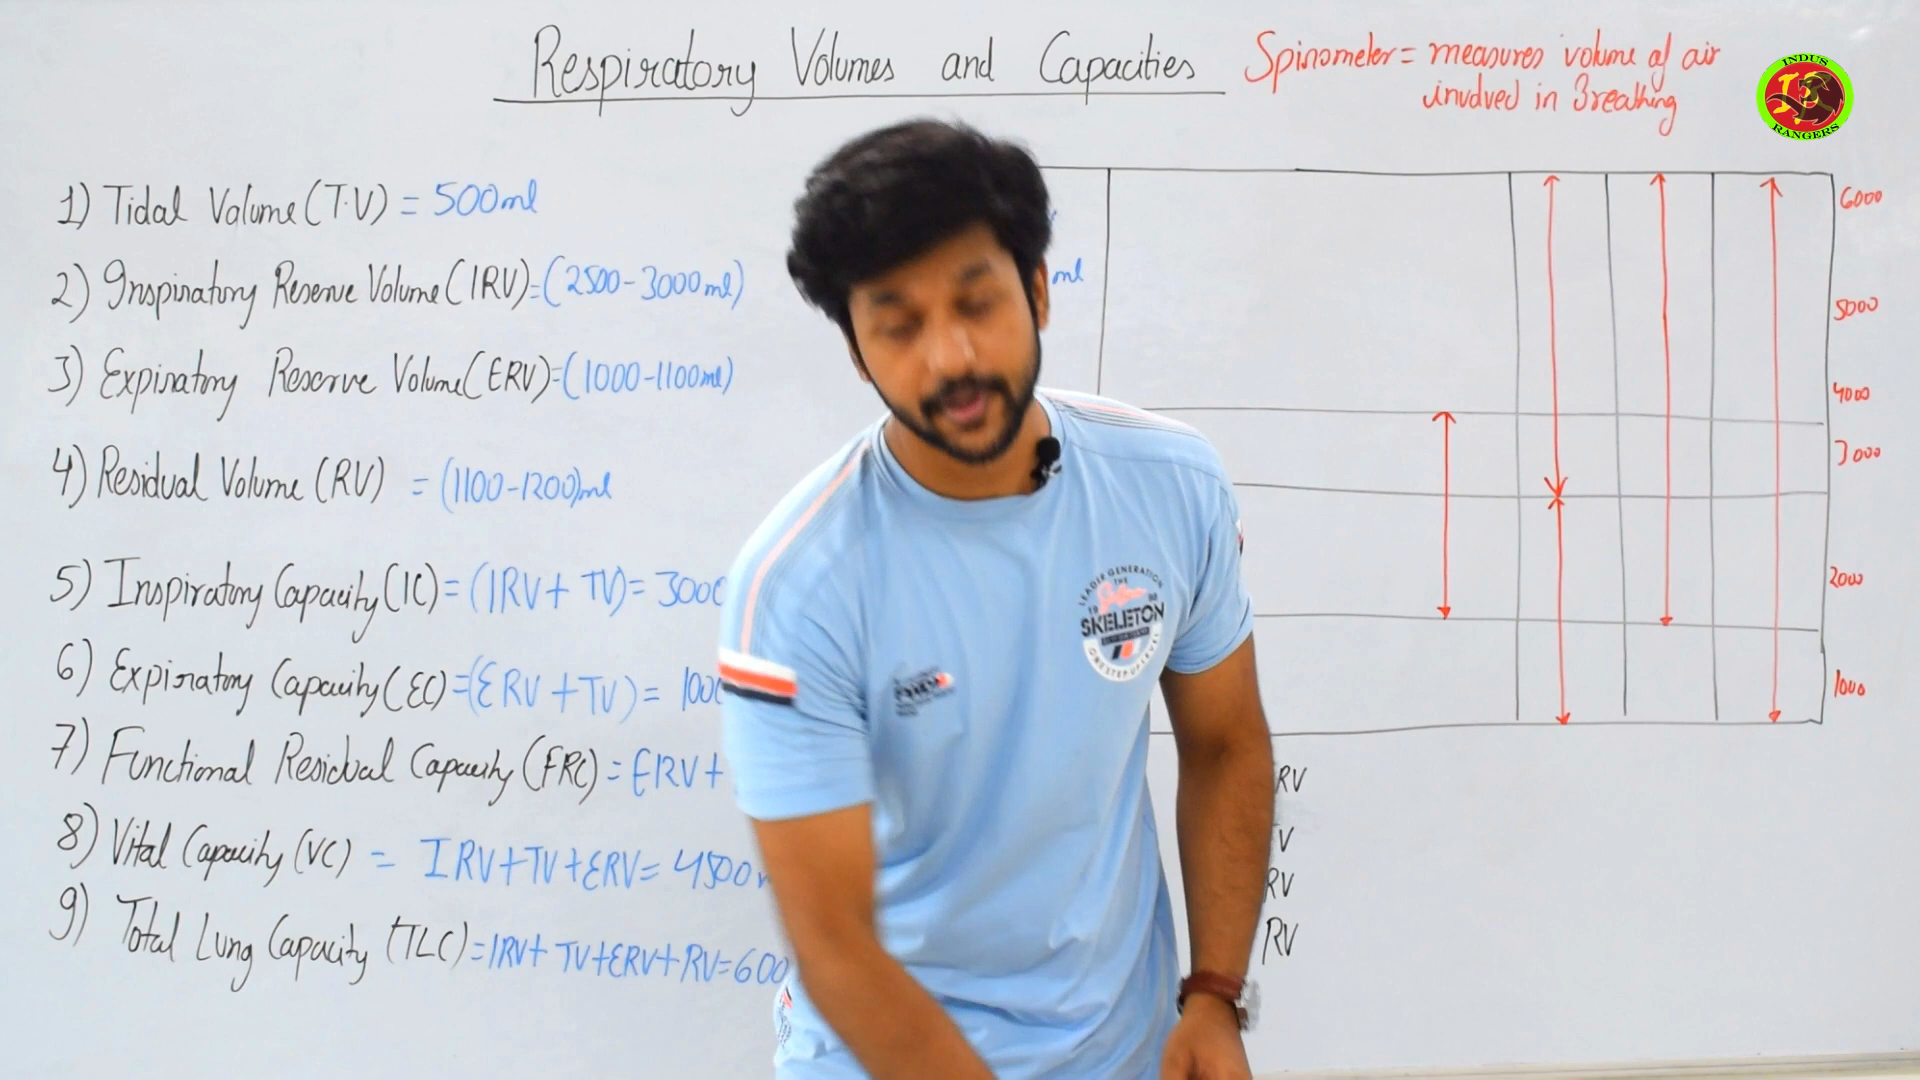 Respiratory Volumes and Capacities
Spirometer = measures volume of air
involved in Breathing
INDUS
RANGERS
1) Tidal Volume (T.V) = 500ml
2) Inspiratory Reserve Volume (IRV) = (2500-3000ml)
3) Expiratory Reserve Volume (ERV) = (1000-1100ml)
4) Residual Volume (RV) = (1100-1200)ml
5) Inspiratory Capacity (IC) = (IRV + TV) = 300
6) Expiratory Capacity (EC) = (ERV + TV) = 100
7) Functional Residual Capacity (FRC) = ERV +
8) Vital Capacity (VC) = IRV+TV+ERV= 4500
9) Total Lung Capacity (TLC) = IRV+ TV+ERV+RV=600
ml
6000
5000
4000
3000
2000
1000
RV
V
RV
RV
LEADER GENERATION
THE
SKELETON